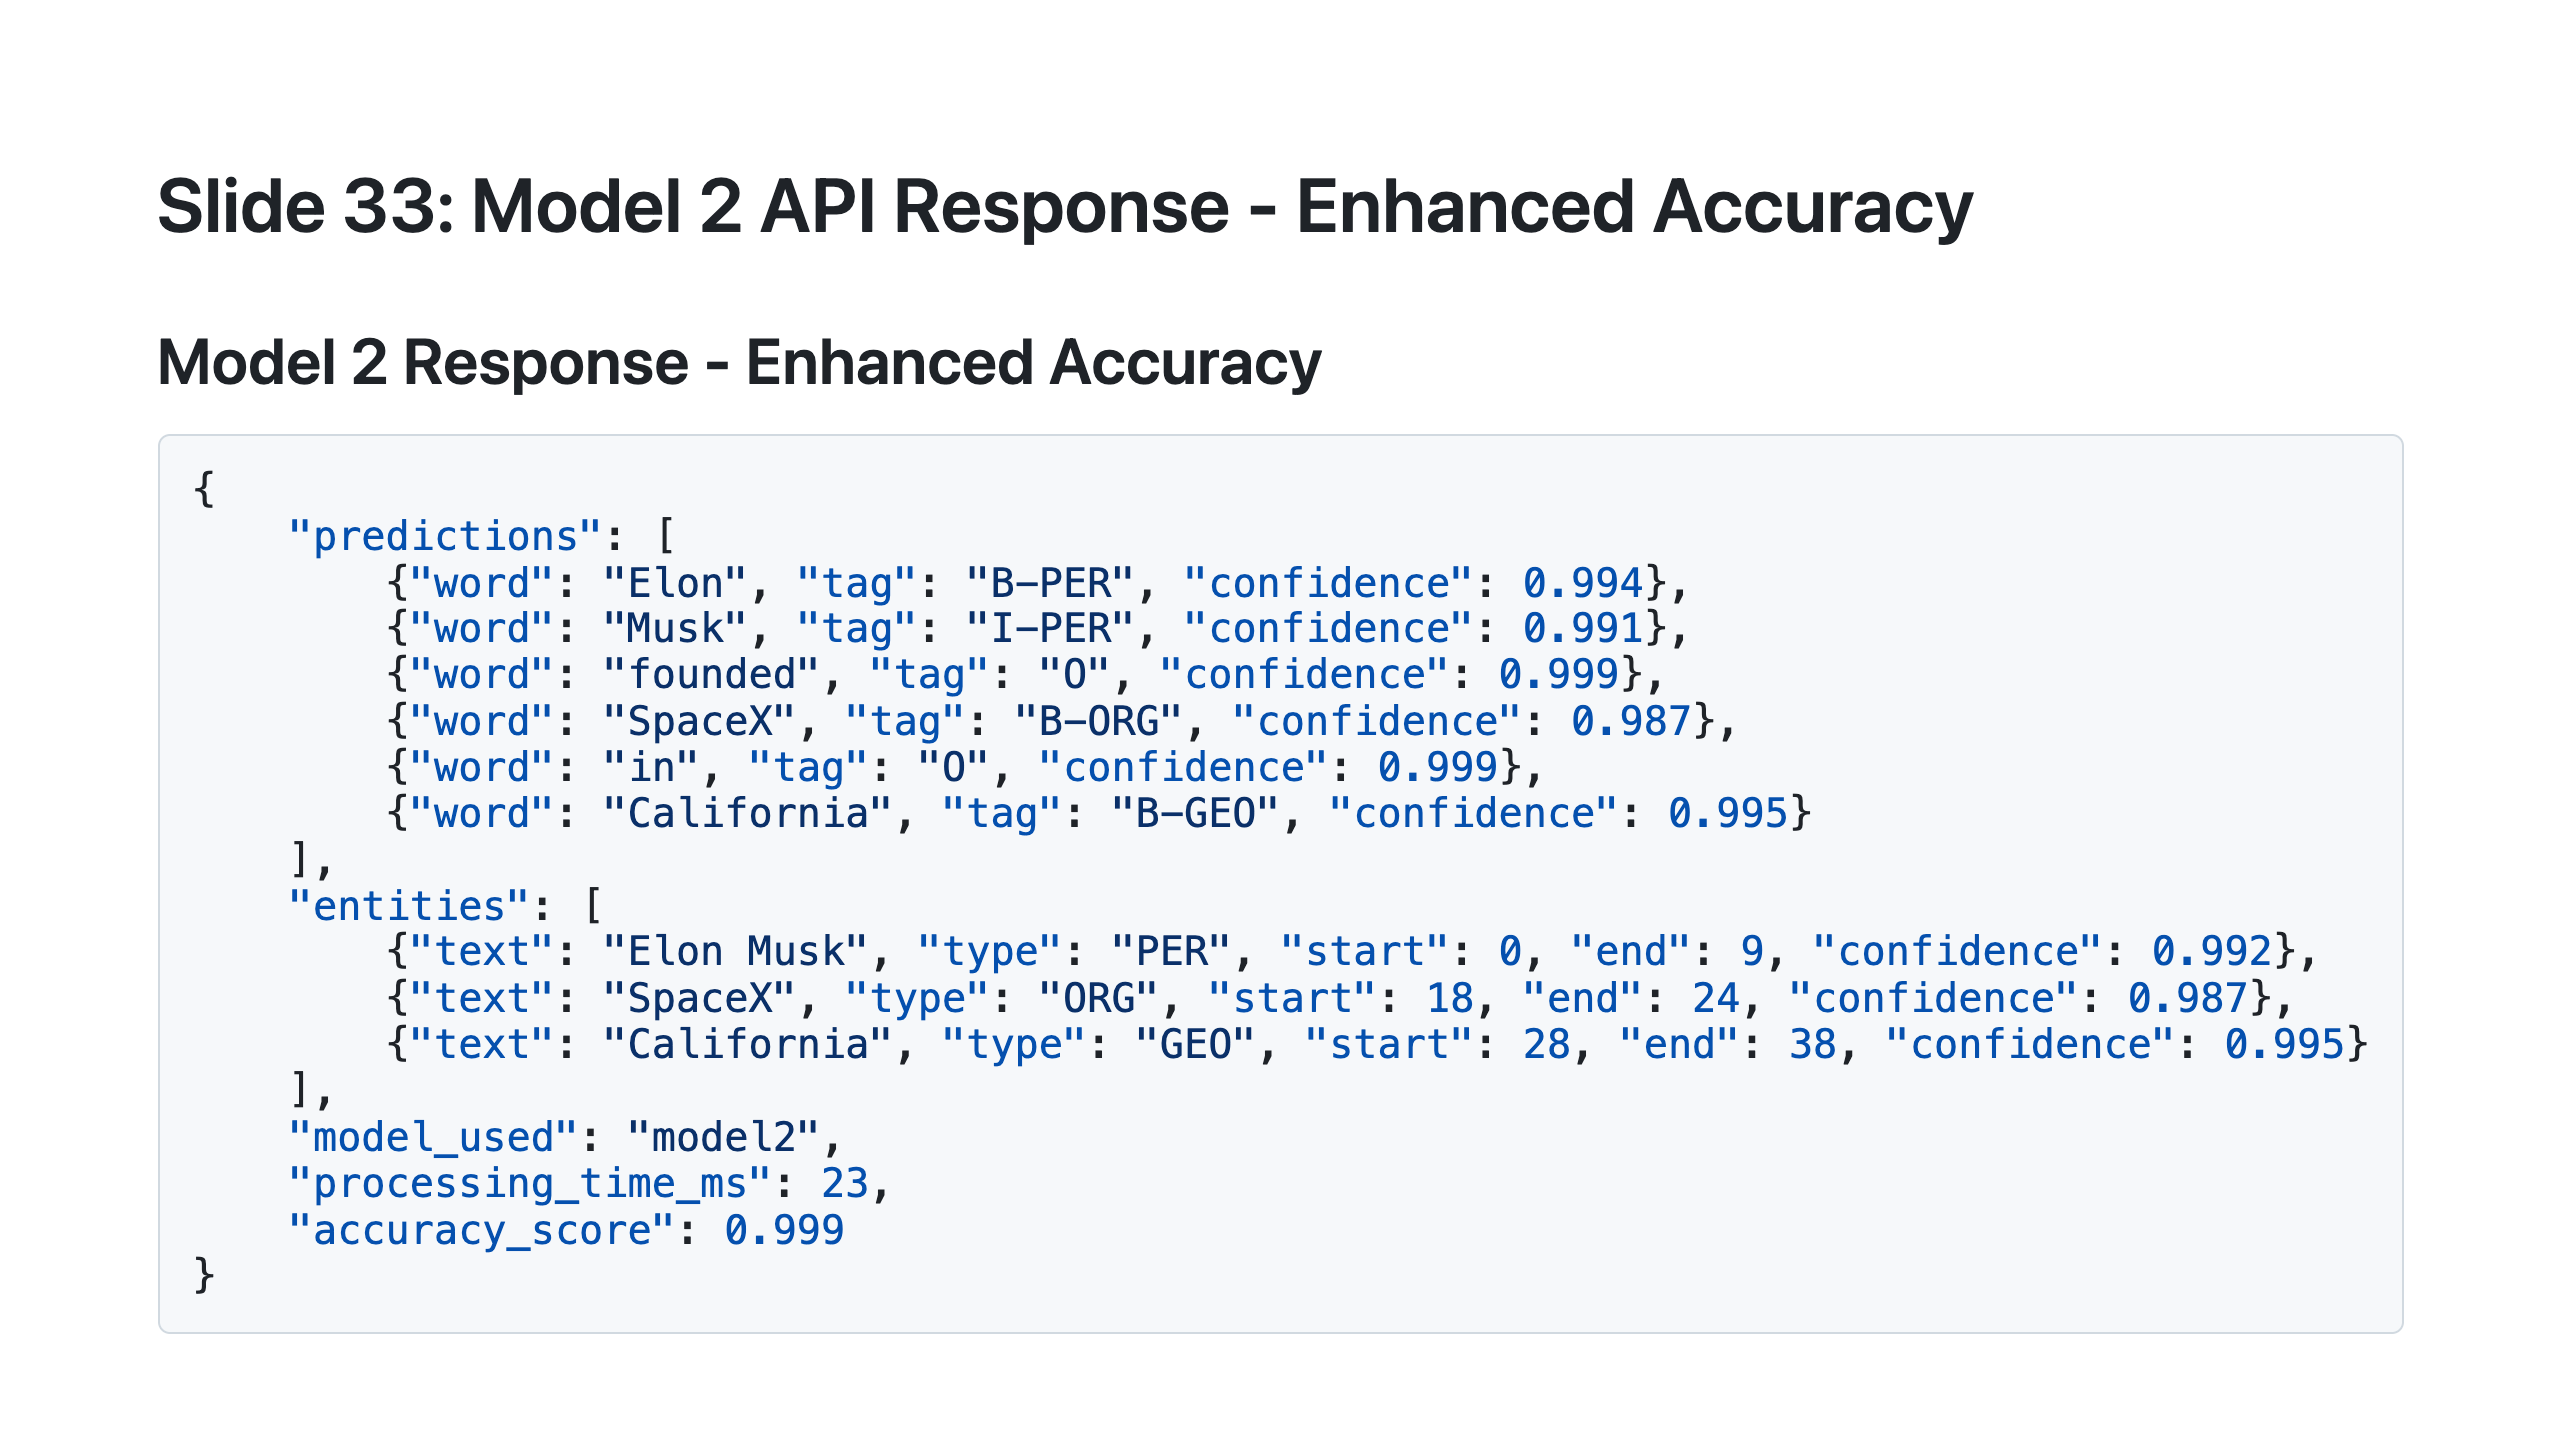 Slide 33: Model 2 API Response - Enhanced Accuracy
Model 2 Response - Enhanced Accuracy
{
    "predictions": [
        {"word": "Elon", "tag": "B-PER", "confidence": 0.994},
        {"word": "Musk", "tag": "I-PER", "confidence": 0.991},
        {"word": "founded", "tag": "O", "confidence": 0.999},
        {"word": "SpaceX", "tag": "B-ORG", "confidence": 0.987},
        {"word": "in", "tag": "O", "confidence": 0.999},
        {"word": "California", "tag": "B-GEO", "confidence": 0.995}
    ],
    "entities": [
        {"text": "Elon Musk", "type": "PER", "start": 0, "end": 9, "confidence": 0.992},
        {"text": "SpaceX", "type": "ORG", "start": 18, "end": 24, "confidence": 0.987},
        {"text": "California", "type": "GEO", "start": 28, "end": 38, "confidence": 0.995}
    ],
    "model_used": "model2",
    "processing_time_ms": 23,
    "accuracy_score": 0.999
}